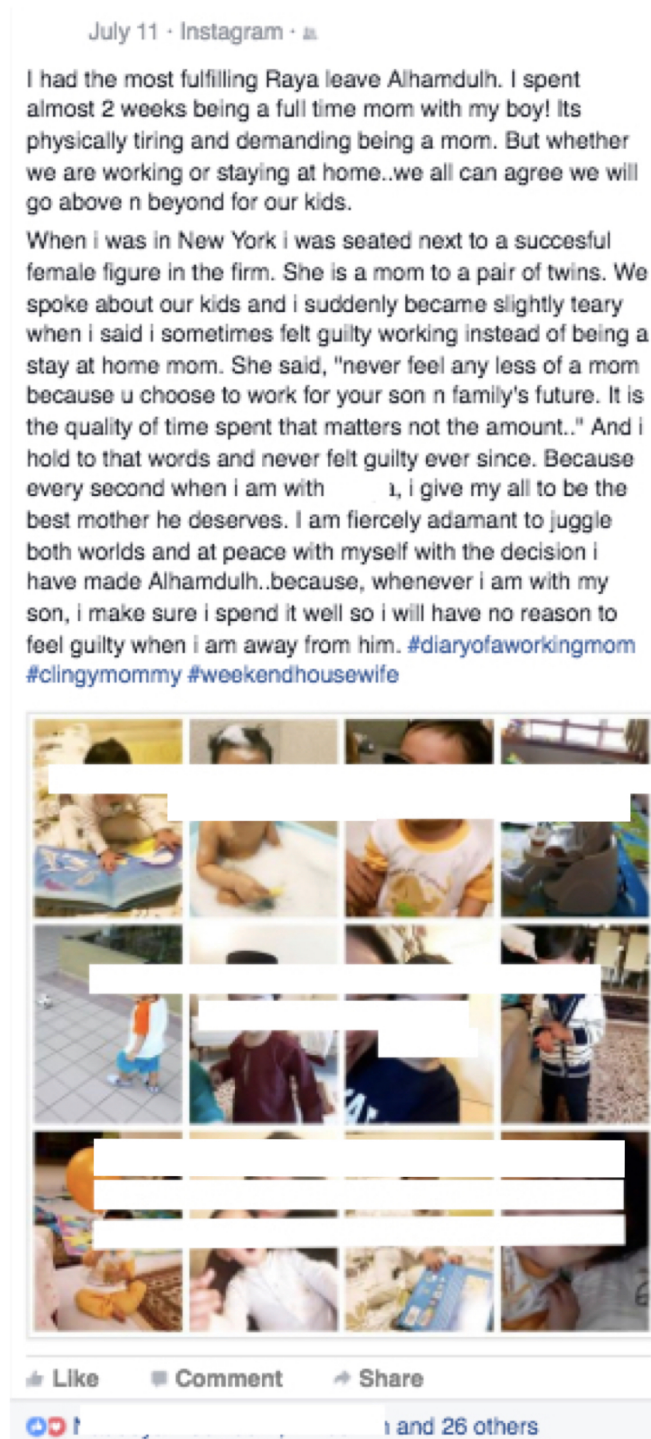 July 11 · Instagram ·
I had the most fulfilling Raya leave Alhamdulh. I spent
almost 2 weeks being a full time mom with my boy! Its
physically tiring and demanding being a mom. But whether
we are working or staying at home..we all can agree we will
go above n beyond for our kids.
When i was in New York i was seated next to a succesful
female figure in the firm. She is a mom to a pair of twins. We
spoke about our kids and i suddenly became slightly teary
when i said i sometimes felt guilty working instead of being a
stay at home mom. She said, "never feel any less of a mom
because u choose to work for your son n family's future. It is
the quality of time spent that matters not the amount.." And i
hold to that words and never felt guilty ever since. Because
every second when i am with , i give my all to be the
best mother he deserves. I am fiercely adamant to juggle
both worlds and at peace with myself with the decision i
have made Alhamdulh..because, whenever i am with my
son, i make sure i spend it well so i will have no reason to
feel guilty when i am away from him. #diaryofaworkingmom
#clingymommy #weekendhousewife
Like Comment Share
and 26 others